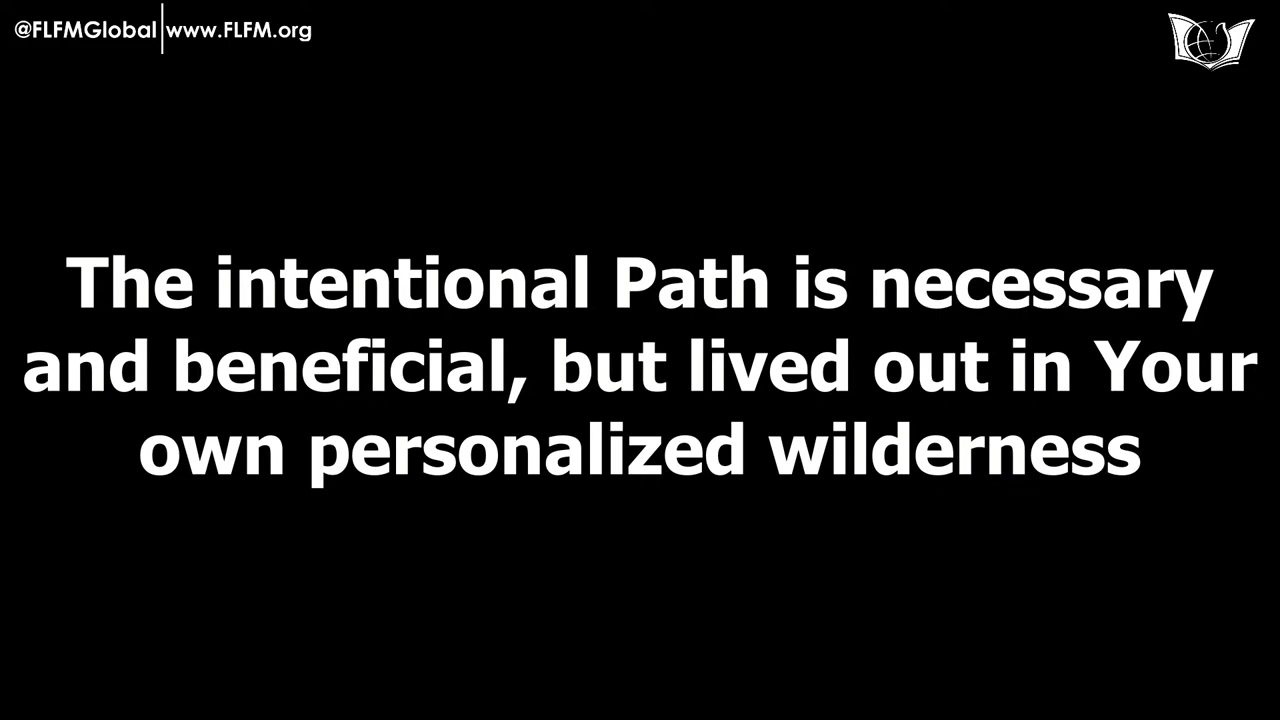 @FLFMGlobal www.FLFM.org
The intentional Path is necessary
and beneficial, but lived out in Your
own personalized wilderness